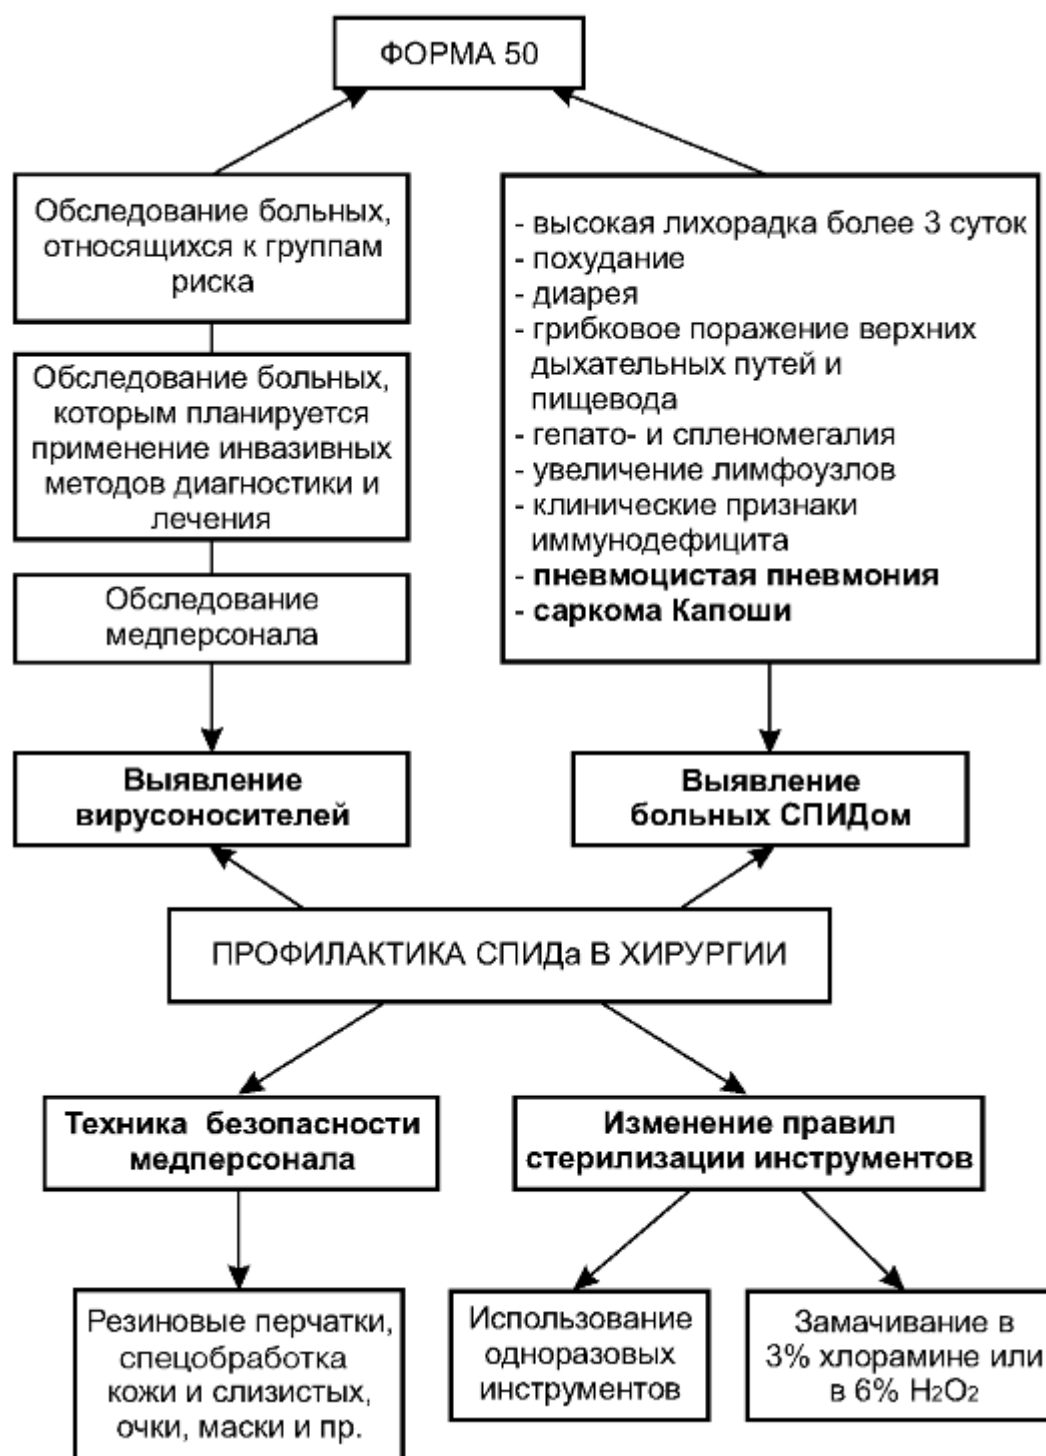 ФОРМА 50
Обследование больных,
относящихся к группам
риска
Обследование больных,
которым планируется
применение инвазивных
методов диагностики и
лечения
Обследование
медперсонала
- высокая лихорадка более 3 суток
- похудание
- диарея
- грибковое поражение верхних
дыхательных путей и
пищевода
- гепато- и спленомегалия
- увеличение лимфоузлов
- клинические признаки
иммунодефицита
- пневмоцистая пневмония
- саркома Капоши
Выявление
вирусоносителей
Выявление
больных СПИДом
ПРОФИЛАКТИКА СПИДа В ХИРУРГИИ
Техника безопасности
медперсонала
Изменение правил
стерилизации инструментов
Резиновые перчатки,
спецобработка
кожи и слизистых,
очки, маски и пр.
Использование
одноразовых
инструментов
Замачивание в
3% хлорамине или
в 6% H₂O₂